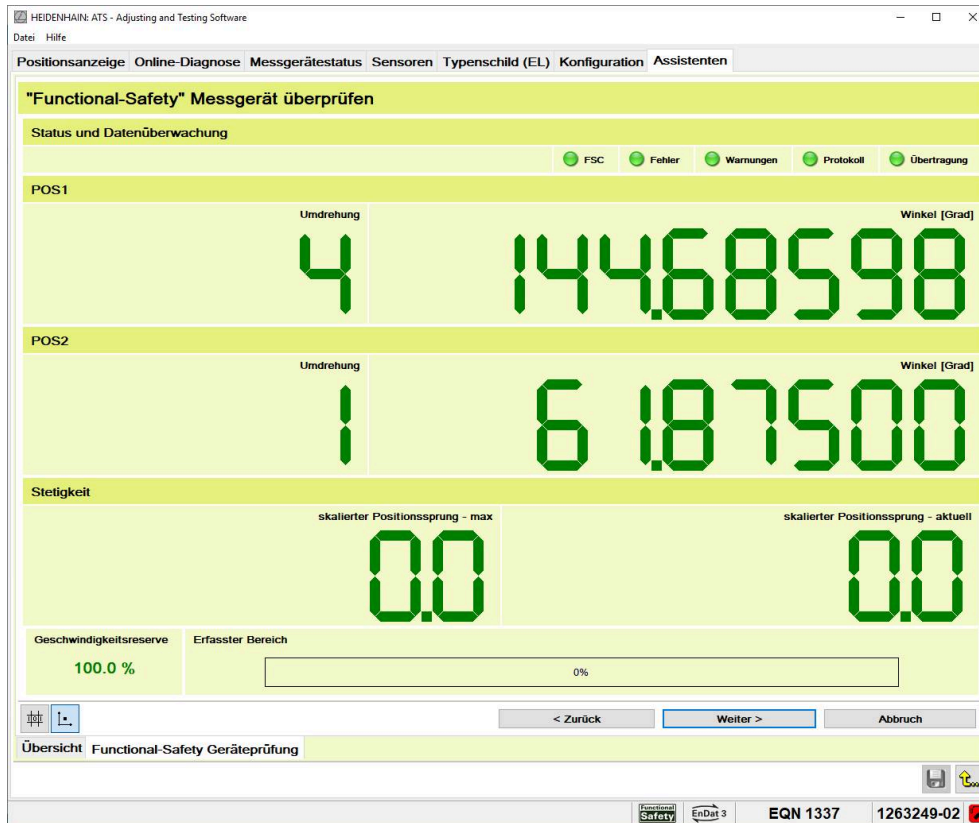 HEIDENHAIN: ATS - Adjusting and Testing Software
Datei Hilfe
Positionsanzeige Online-Diagnose Messgerätestatus Sensoren Typenschild (EL) Konfiguration Assistenten
"Functional-Safety" Messgerät überprüfen
Status und Datenüberwachung
FSC Fehler Warnungen Protokoll Übertragung
POS1
Umdrehung Winkel [Grad]
4 144.68598
POS2
Umdrehung Winkel [Grad]
1 61.87500
Stetigkeit
skalierter Positionssprung - max skalierter Positionssprung - aktuell
0.0 0.0
Geschwindigkeitsreserve Erfasster Bereich
100.0 % 0%
< Zurück Weiter > Abbruch
Übersicht Functional-Safety Geräteprüfung
Functional Safety EnDat 3 EQN 1337 1263249-02